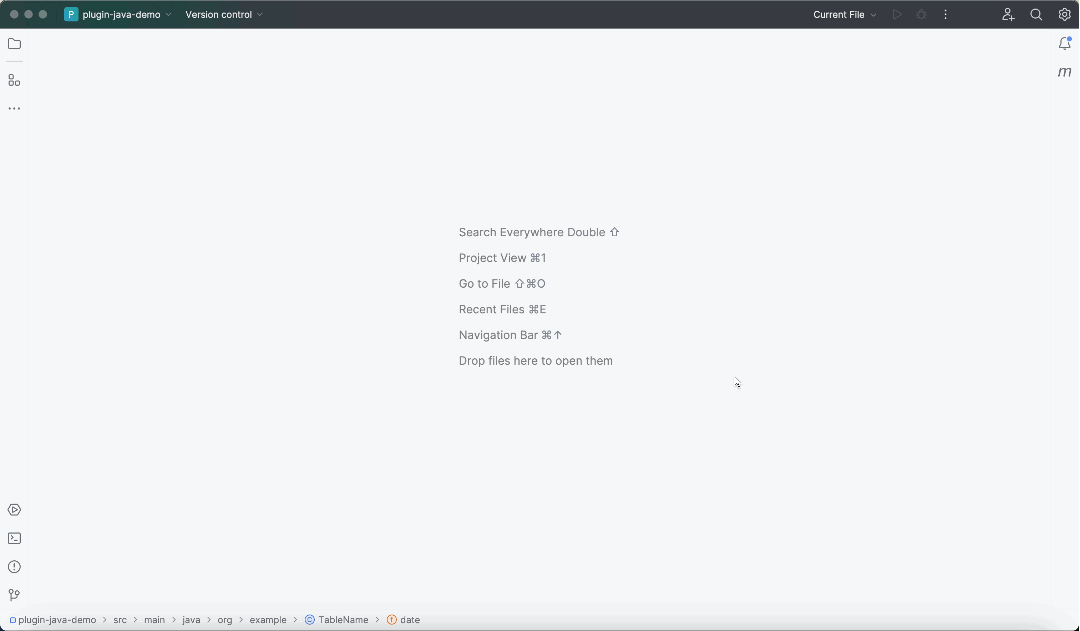 P plugin-java-demo Version control Current File
m
Search Everywhere Double ⇧
Project View ⌘1
Go to File ⇧⌘O
Recent Files ⌘E
Navigation Bar ⌘↑
Drop files here to open them
plugin-java-demo > src > main > java > org > example > C TableName > f date